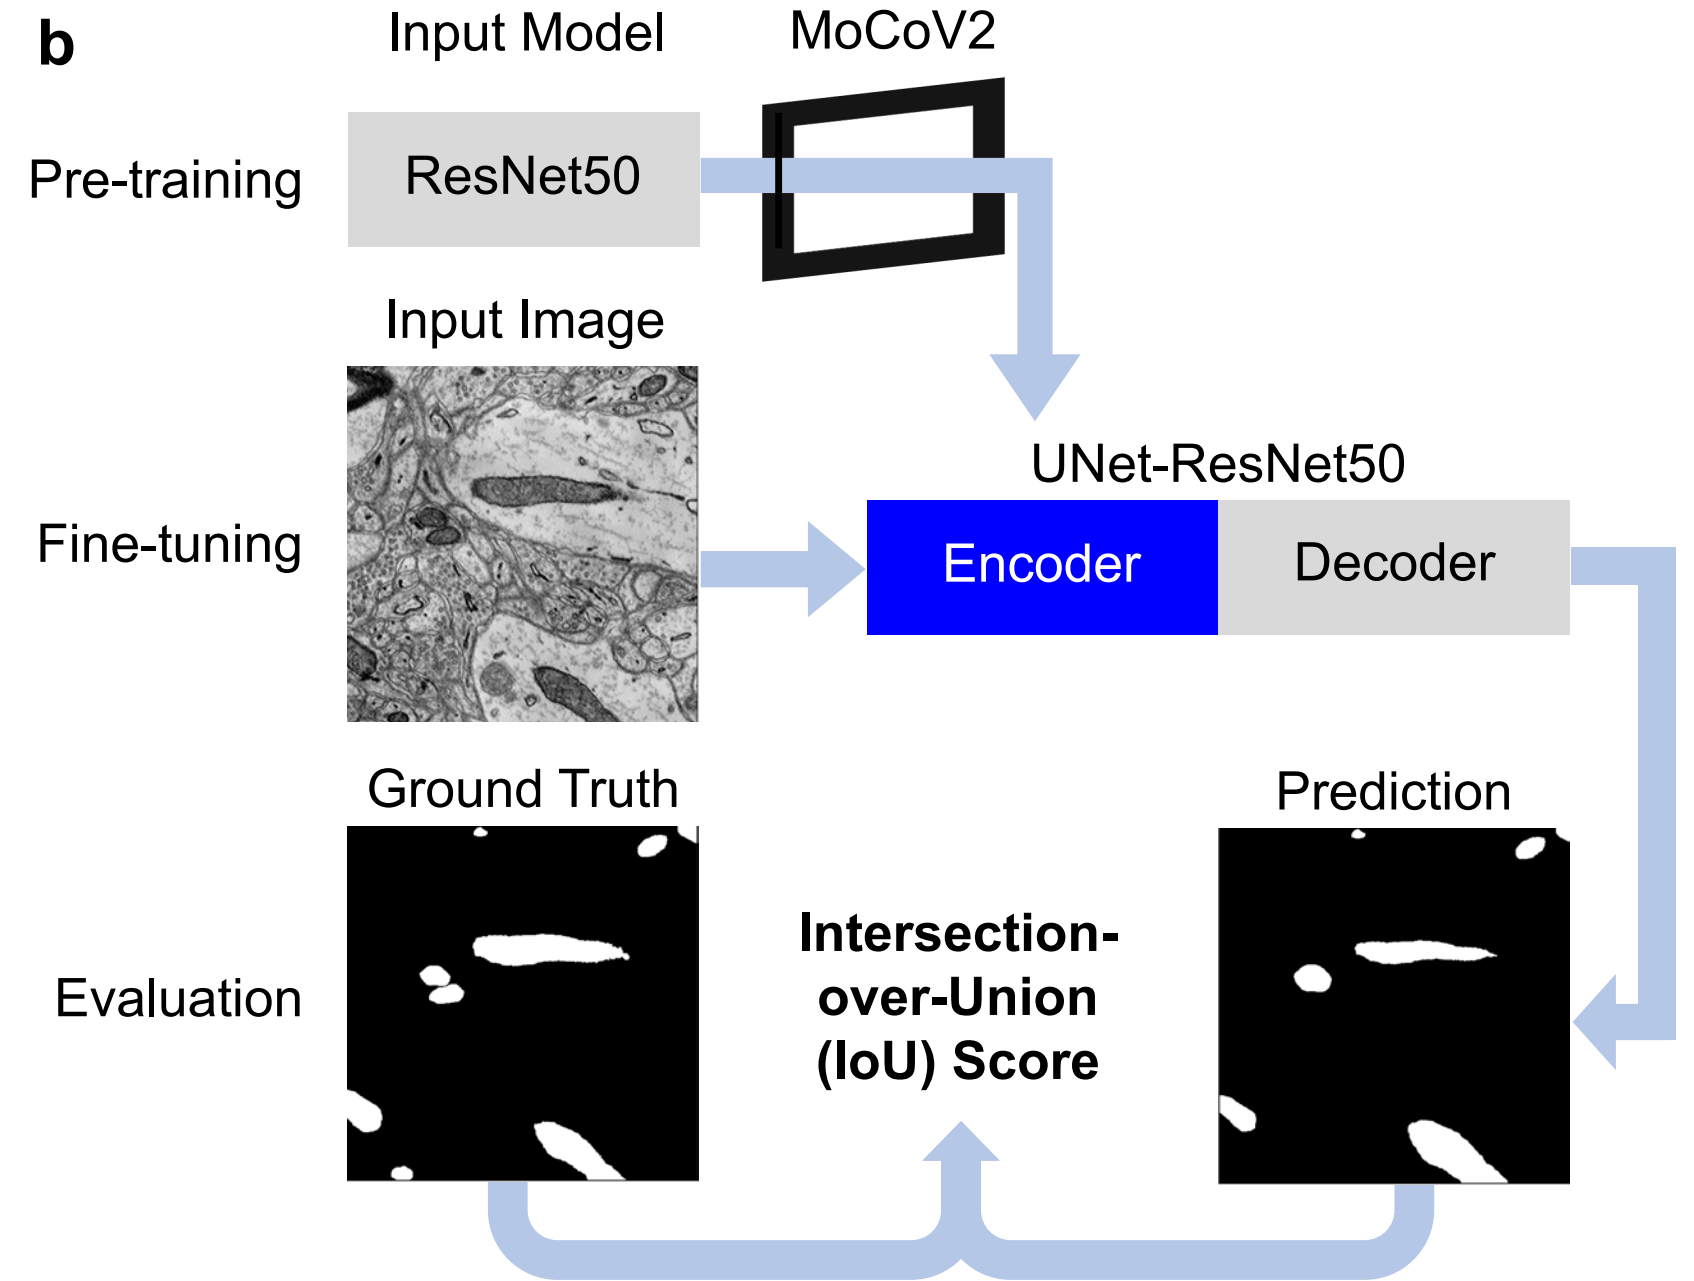 b
Input Model
MoCoV2
Pre-training
ResNet50
Input Image
Fine-tuning
UNet-ResNet50
Encoder
Decoder
Ground Truth
Prediction
Evaluation
Intersection-
over-Union
(IoU) Score